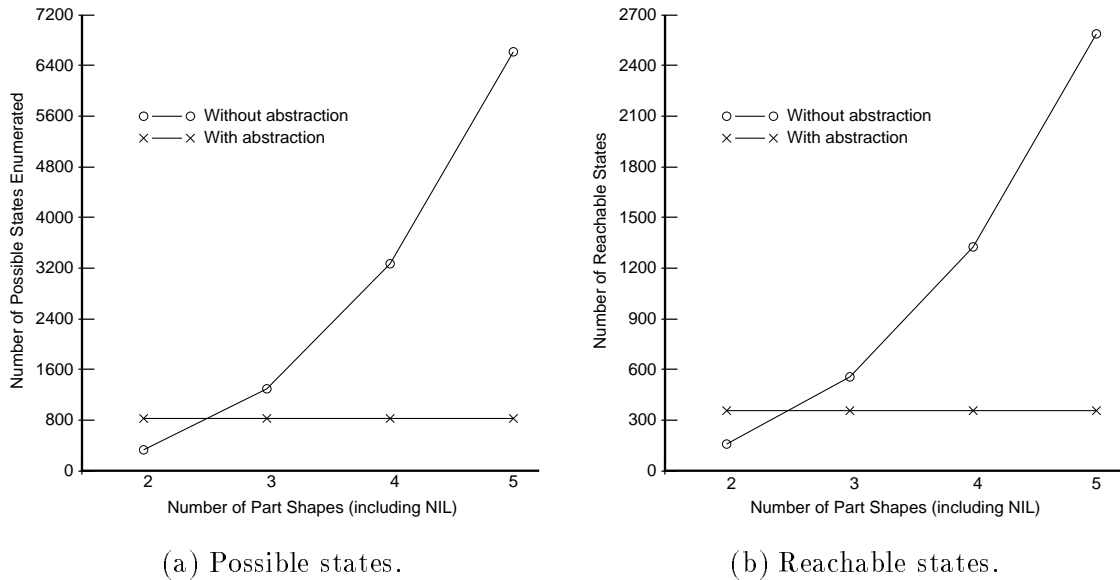 7200
6400
5600
4800
4000
3200
2400
1600
800
0
Number of Possible States Enumerated
Without abstraction
With abstraction
2 3 4 5
Number of Part Shapes (including NIL)
(a) Possible states.
2700
2400
2100
1800
1500
1200
900
600
300
0
Number of Reachable States
Without abstraction
With abstraction
2 3 4 5
Number of Part Shapes (including NIL)
(b) Reachable states.